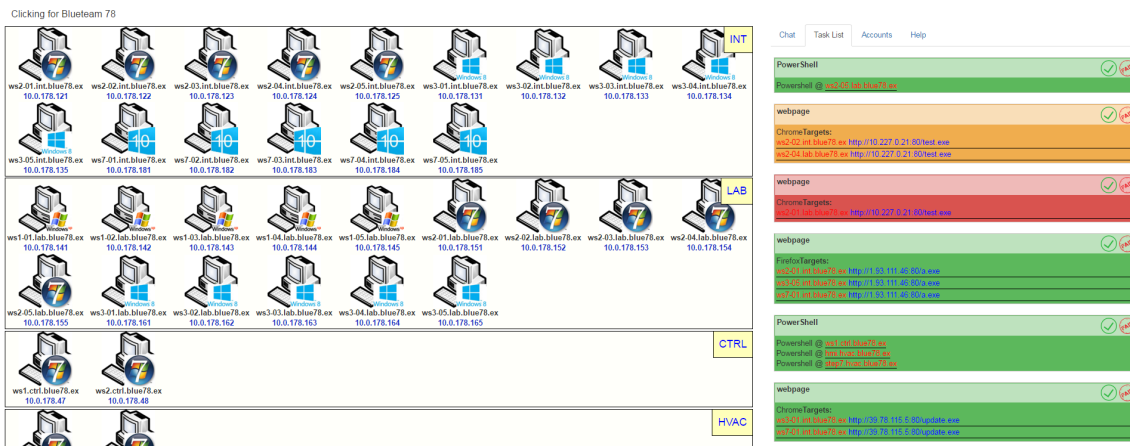 Clicking for Blueteam 78
INT
ws2-01.int.blue78.ex ws2-02.int.blue78.ex ws2-03.int.blue78.ex ws2-04.int.blue78.ex ws2-05.int.blue78.ex ws3-01.int.blue78.ex ws3-02.int.blue78.ex ws3-03.int.blue78.ex ws3-04.int.blue78.ex
10.0.178.121 10.0.178.122 10.0.178.123 10.0.178.124 10.0.178.125 10.0.178.131 10.0.178.132 10.0.178.133 10.0.178.134
ws3-05.int.blue78.ex ws7-01.int.blue78.ex ws7-02.int.blue78.ex ws7-03.int.blue78.ex ws7-04.int.blue78.ex ws7-05.int.blue78.ex
10.0.178.135 10.0.178.181 10.0.178.182 10.0.178.183 10.0.178.184 10.0.178.185
LAB
ws1-01.lab.blue78.ex ws1-02.lab.blue78.ex ws1-03.lab.blue78.ex ws1-04.lab.blue78.ex ws1-05.lab.blue78.ex ws2-01.lab.blue78.ex ws2-02.lab.blue78.ex ws2-03.lab.blue78.ex ws2-04.lab.blue78.ex
10.0.178.141 10.0.178.142 10.0.178.143 10.0.178.144 10.0.178.145 10.0.178.151 10.0.178.152 10.0.178.153 10.0.178.154
ws2-05.lab.blue78.ex ws3-01.lab.blue78.ex ws3-02.lab.blue78.ex ws3-03.lab.blue78.ex ws3-04.lab.blue78.ex ws3-05.lab.blue78.ex
10.0.178.155 10.0.178.161 10.0.178.162 10.0.178.163 10.0.178.164 10.0.178.165
CTRL
ws1.ctrl.blue78.ex ws2.ctrl.blue78.ex
10.0.178.47 10.0.178.48
HVAC
Chat Task List Accounts Help
PowerShell
Powershell @ ws2-05.lab.blue78.ex
webpage
ChromeTargets:
ws2-02.int.blue78.ex http://10.227.0.21:80/test.exe
ws2-04.lab.blue78.ex http://10.227.0.21:80/test.exe
webpage
ChromeTargets:
ws2-01.lab.blue78.ex http://10.227.0.21:80/test.exe
webpage
FirefoxTargets:
ws2-01.int.blue78.ex http://1.93.111.46:80/a.exe
http://1.93.111.46:80/a.exe
ws7-01.int.blue78.ex http://1.93.111.46:80/a.exe
PowerShell
Powershell @ ws1.ctrl.blue78.ex
Powershell @ hmi.hvac.blue78.ex
Powershell @ step7.hvac.blue78.ex
webpage
ChromeTargets:
ws3-01.int.blue78.ex http://39.78.115.5:80/update.exe
ws7-01.int.blue78.ex http://39.78.115.5:80/update.exe